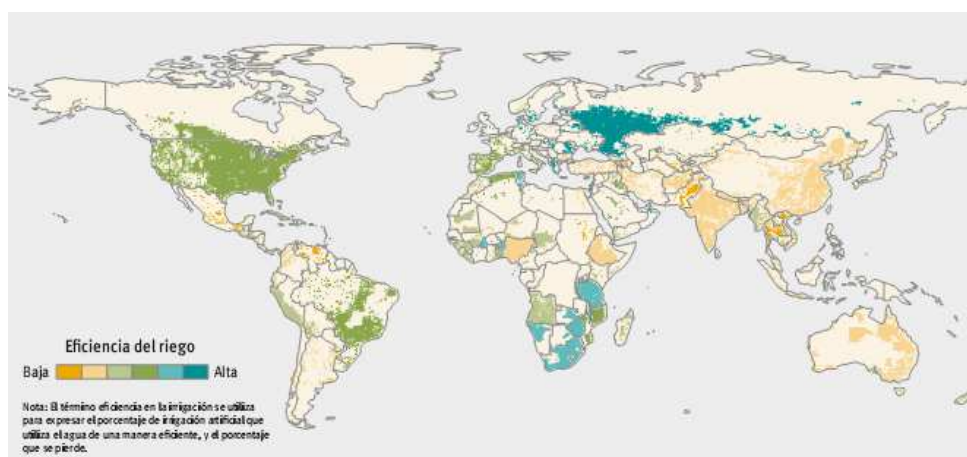 Eficiencia del riego
Baja Alta
Nota: El término eficiencia en la irrigación se utiliza
para expresar el porcentaje de irrigación artificial que
utiliza el agua de una manera eficiente, y el porcentaje
que se pierde.